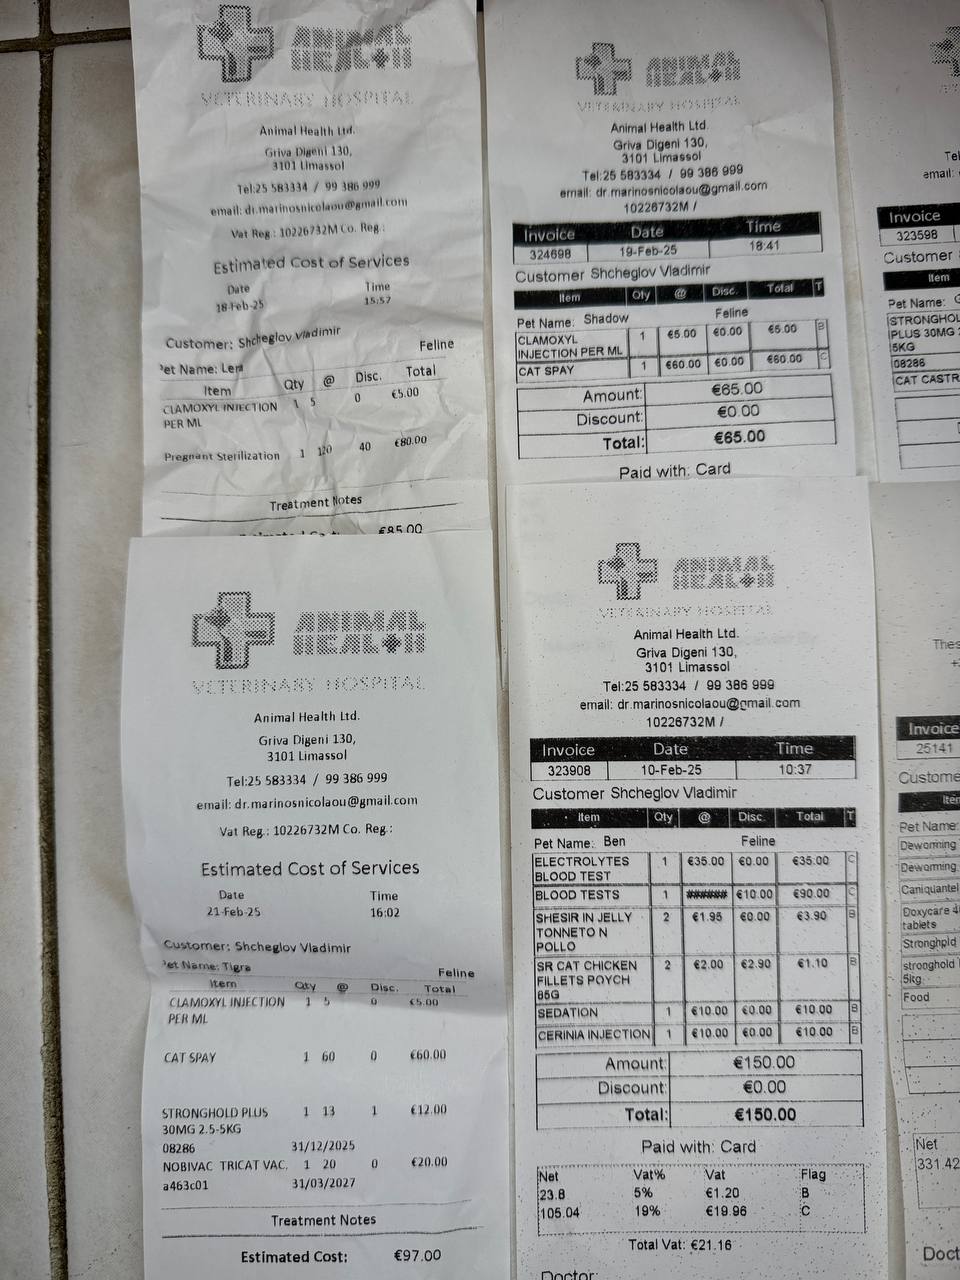 ANIMAL
HEALTH
VETERINARY HOSPITAL
Animal Health Ltd.
Griva Digeni 130,
3101 Limassol
Tel:25 583334 / 99 386 999
email: dr.marinosnicolaou@gmail.com
Vat Reg.: 10226732M Co. Reg.:
Estimated Cost of Services
Date Time
18-Feb-25 15:57
Customer: Shcheglov Vladimir
Pet Name: Lera Feline
Item Qty @ Disc. Total
CLAMOXYL INJECTION 1 5 0 €5.00
PER ML
Pregnant Sterilization 1 120 40 €80.00
Treatment Notes
€85.00
ANIMAL
HEALTH
VETERINARY HOSPITAL
Animal Health Ltd.
Griva Digeni 130,
3101 Limassol
Tel:25 583334 / 99 386 999
email: dr.marinosnicolaou@gmail.com
10226732M /
Invoice Date Time
324698 19-Feb-25 18:41
Customer Shcheglov Vladimir
Item Qty @ Disc. Total T
Pet Name: Shadow Feline
CLAMOXYL 1 €5.00 €0.00 €5.00 B
INJECTION PER ML
CAT SPAY 1 €60.00 €0.00 €60.00 C
Amount: €65.00
Discount: €0.00
Total: €65.00
Paid with: Card
Tel
email:
Invoice
323598
Customer
Item
Pet Name:
STRONGHOL
PLUS 30MG
5KG
08286
CAT CASTR
ANIMAL
HEALTH
VETERINARY HOSPITAL
Animal Health Ltd.
Griva Digeni 130,
3101 Limassol
Tel:25 583334 / 99 386 999
email: dr.marinosnicolaou@gmail.com
Vat Reg.: 10226732M Co. Reg.:
Estimated Cost of Services
Date Time
21-Feb-25 16:02
Customer: Shcheglov Vladimir
Pet Name: Tigra Feline
Item Qty @ Disc. Total
CLAMOXYL INJECTION 1 5 0 €5.00
PER ML
CAT SPAY 1 60 0 €60.00
STRONGHOLD PLUS 1 13 1 €12.00
30MG 2.5-5KG
08286 31/12/2025
NOBIVAC TRICAT VAC. 1 20 0 €20.00
a463c01 31/03/2027
Treatment Notes
Estimated Cost: €97.00
ANIMAL
HEALTH
VETERINARY HOSPITAL
Animal Health Ltd.
Griva Digeni 130,
3101 Limassol
Tel:25 583334 / 99 386 999
email: dr.marinosnicolaou@gmail.com
10226732M /
Invoice Date Time
323908 10-Feb-25 10:37
Customer Shcheglov Vladimir
Item Qty @ Disc. Total T
Pet Name: Ben Feline
ELECTROLYTES 1 €35.00 €0.00 €35.00 C
BLOOD TEST
BLOOD TESTS 1 ###### €10.00 €90.00 C
SHESIR IN JELLY 2 €1.95 €0.00 €3.90 B
TONNETO N
POLLO
SR CAT CHICKEN 2 €2.00 €2.90 €1.10 B
FILLETS POYCH
85G
SEDATION 1 €10.00 €0.00 €10.00 B
CERINIA INJECTION 1 €10.00 €0.00 €10.00 B
Amount: €150.00
Discount: €0.00
Total: €150.00
Paid with: Card
Net Vat% Vat Flag
23.8 5% €1.20 B
105.04 19% €19.96 C
Total Vat: €21.16
Doctor:
Thes
Invoice
25141
Custome
Item
Pet Name:
Deworming
Deworming
Caniquantel
Doxycare 4
tablets
Stronghold
stronghold
5kg
Food
Net
331.42
Doct